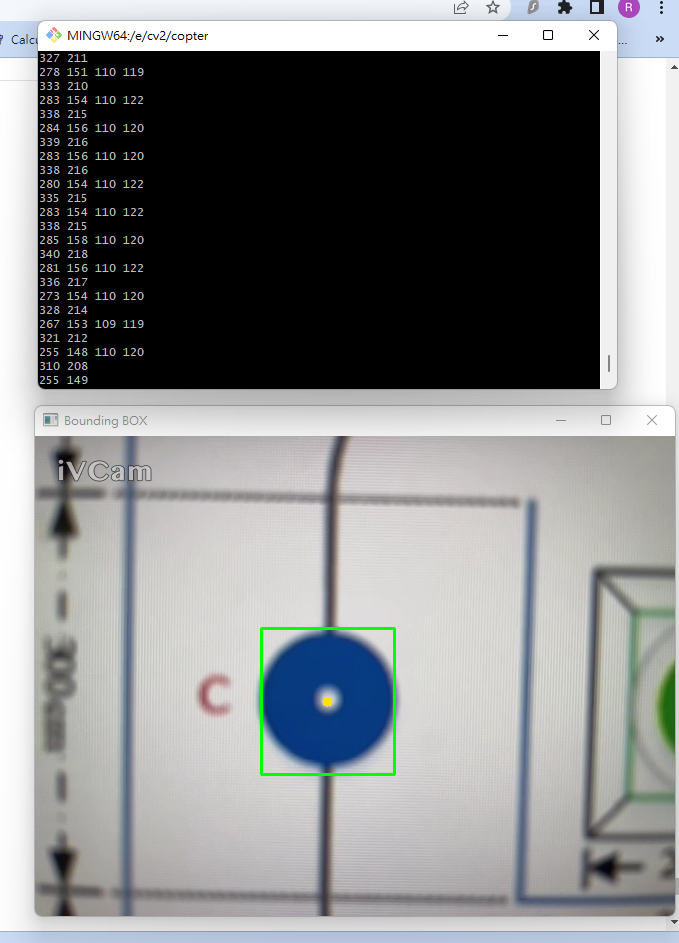 R
Calcu
...
»
MINGW64:/e/cv2/copter
327 211
278 151 110 119
333 210
283 154 110 122
338 215
284 156 110 120
339 216
283 156 110 120
338 216
280 154 110 122
335 215
283 154 110 122
338 215
285 158 110 120
340 218
281 156 110 122
336 217
273 154 110 120
328 214
267 153 109 119
321 212
255 148 110 120
310 208
255 149
Bounding BOX
iVCam
C
2